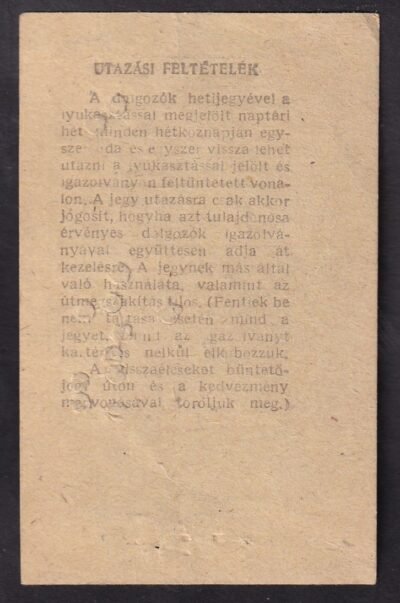 UTAZÁSI FELTÉTELEK
A dolgozók hetijegyével a
lyukasztással megjelölt naptári
hét minden hétköznapján egy-
szer oda és egyszer vissza lehet
utazni a lyukasztással jelölt és
igazolványán feltüntetett vona-
lon. A jegy utazásra csak akkor
jogosít, hogyha azt tulajdonosa
érvényes dolgozók igazolvá-
nyával együttesen adja át
kezelésre. A jegynek más által
való használata, valamint az
útmegszakítás tilos. (Fentiek be
nem tartása esetén mind a
jegyet, mind az igazolványt
kártérítés nélkül elkobozzuk.
Az visszaéléseket büntető-
jogi úton és a kedvezmény
megvonásával toroljuk meg.)